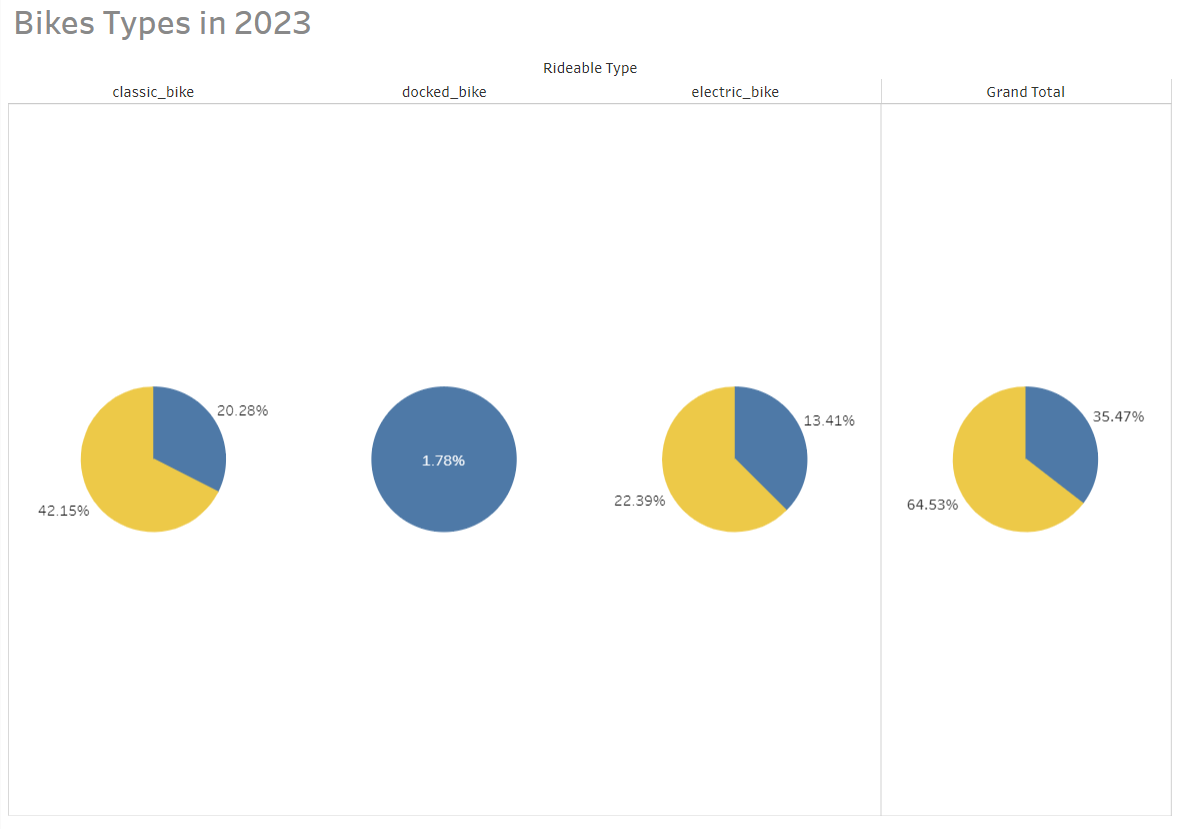 Bikes Types in 2023
Rideable Type
classic_bike docked_bike electric_bike Grand Total
20.28%
42.15%
1.78%
13.41%
22.39%
35.47%
64.53%